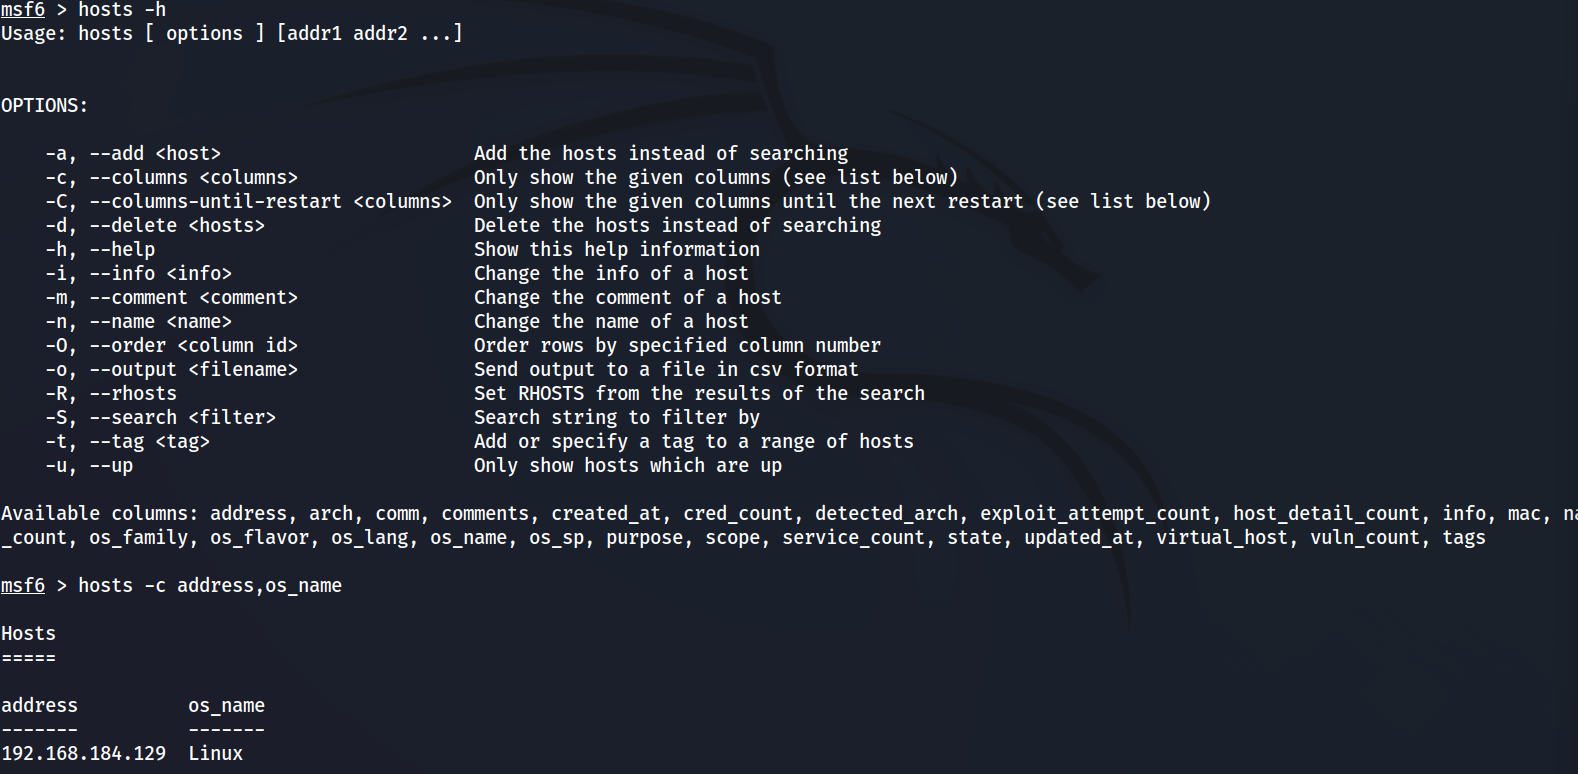 msf6 > hosts -h
Usage: hosts [ options ] [addr1 addr2 ...]
OPTIONS:
-a, --add <host> Add the hosts instead of searching
-c, --columns <columns> Only show the given columns (see list below)
-C, --columns-until-restart <columns> Only show the given columns until the next restart (see list below)
-d, --delete <hosts> Delete the hosts instead of searching
-h, --help Show this help information
-i, --info <info> Change the info of a host
-m, --comment <comment> Change the comment of a host
-n, --name <name> Change the name of a host
-O, --order <column id> Order rows by specified column number
-o, --output <filename> Send output to a file in csv format
-R, --rhosts Set RHOSTS from the results of the search
-S, --search <filter> Search string to filter by
-t, --tag <tag> Add or specify a tag to a range of hosts
-u, --up Only show hosts which are up
Available columns: address, arch, comm, comments, created_at, cred_count, detected_arch, exploit_attempt_count, host_detail_count, info, mac,
_count, os_family, os_flavor, os_lang, os_name, os_sp, purpose, scope, service_count, state, updated_at, virtual_host, vuln_count, tags
msf6 > hosts -c address,os_name
Hosts
=====
address os_name
------- -------
192.168.184.129 Linux